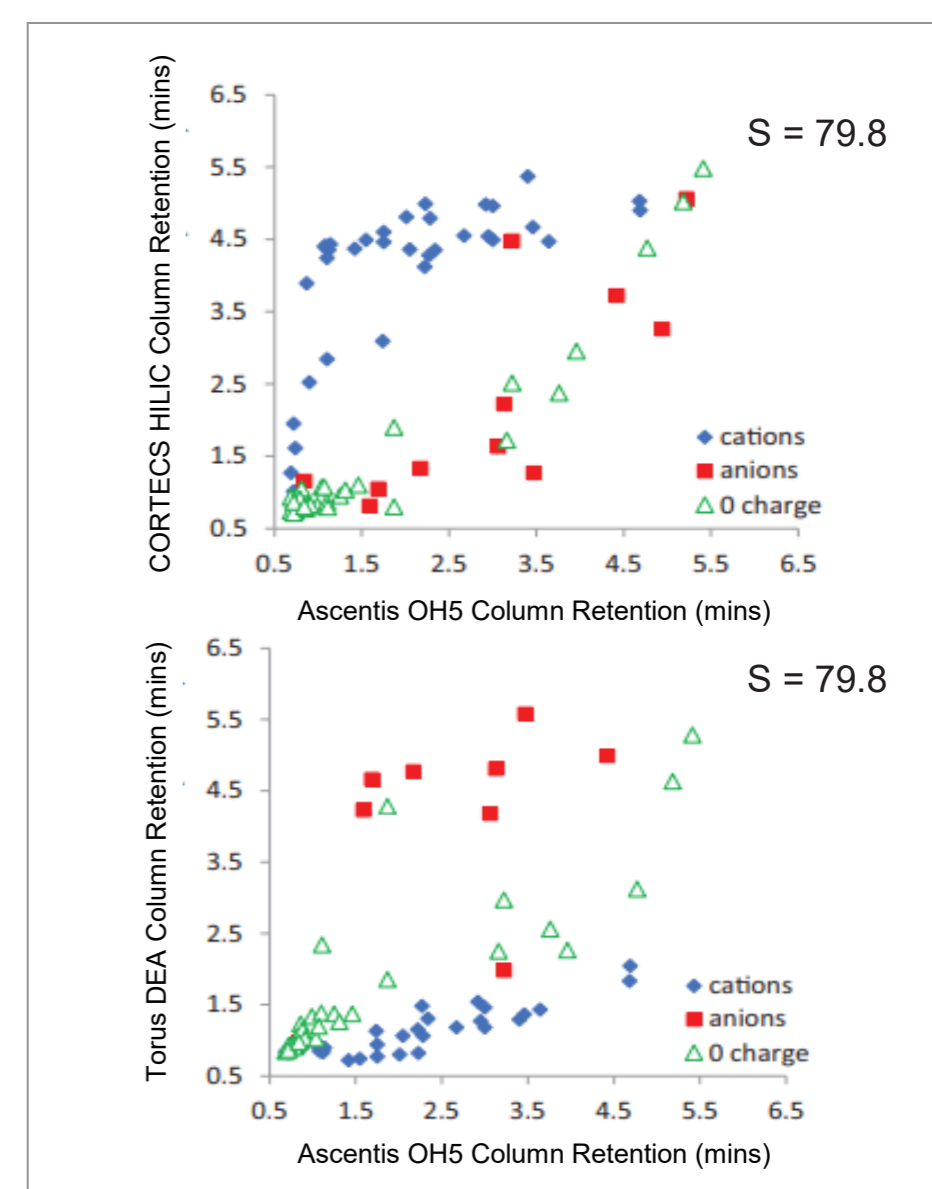 CORTECS HILIC Column Retention (mins)
6.5
S = 79.8
5.5
4.5
3.5
2.5
1.5
0.5
cations
anions
0 charge
0.5 1.5 2.5 3.5 4.5 5.5 6.5
Ascentis OH5 Column Retention (mins)
Torus DEA Column Retention (mins)
6.5
S = 79.8
5.5
4.5
3.5
2.5
1.5
0.5
cations
anions
0 charge
0.5 1.5 2.5 3.5 4.5 5.5 6.5
Ascentis OH5 Column Retention (mins)